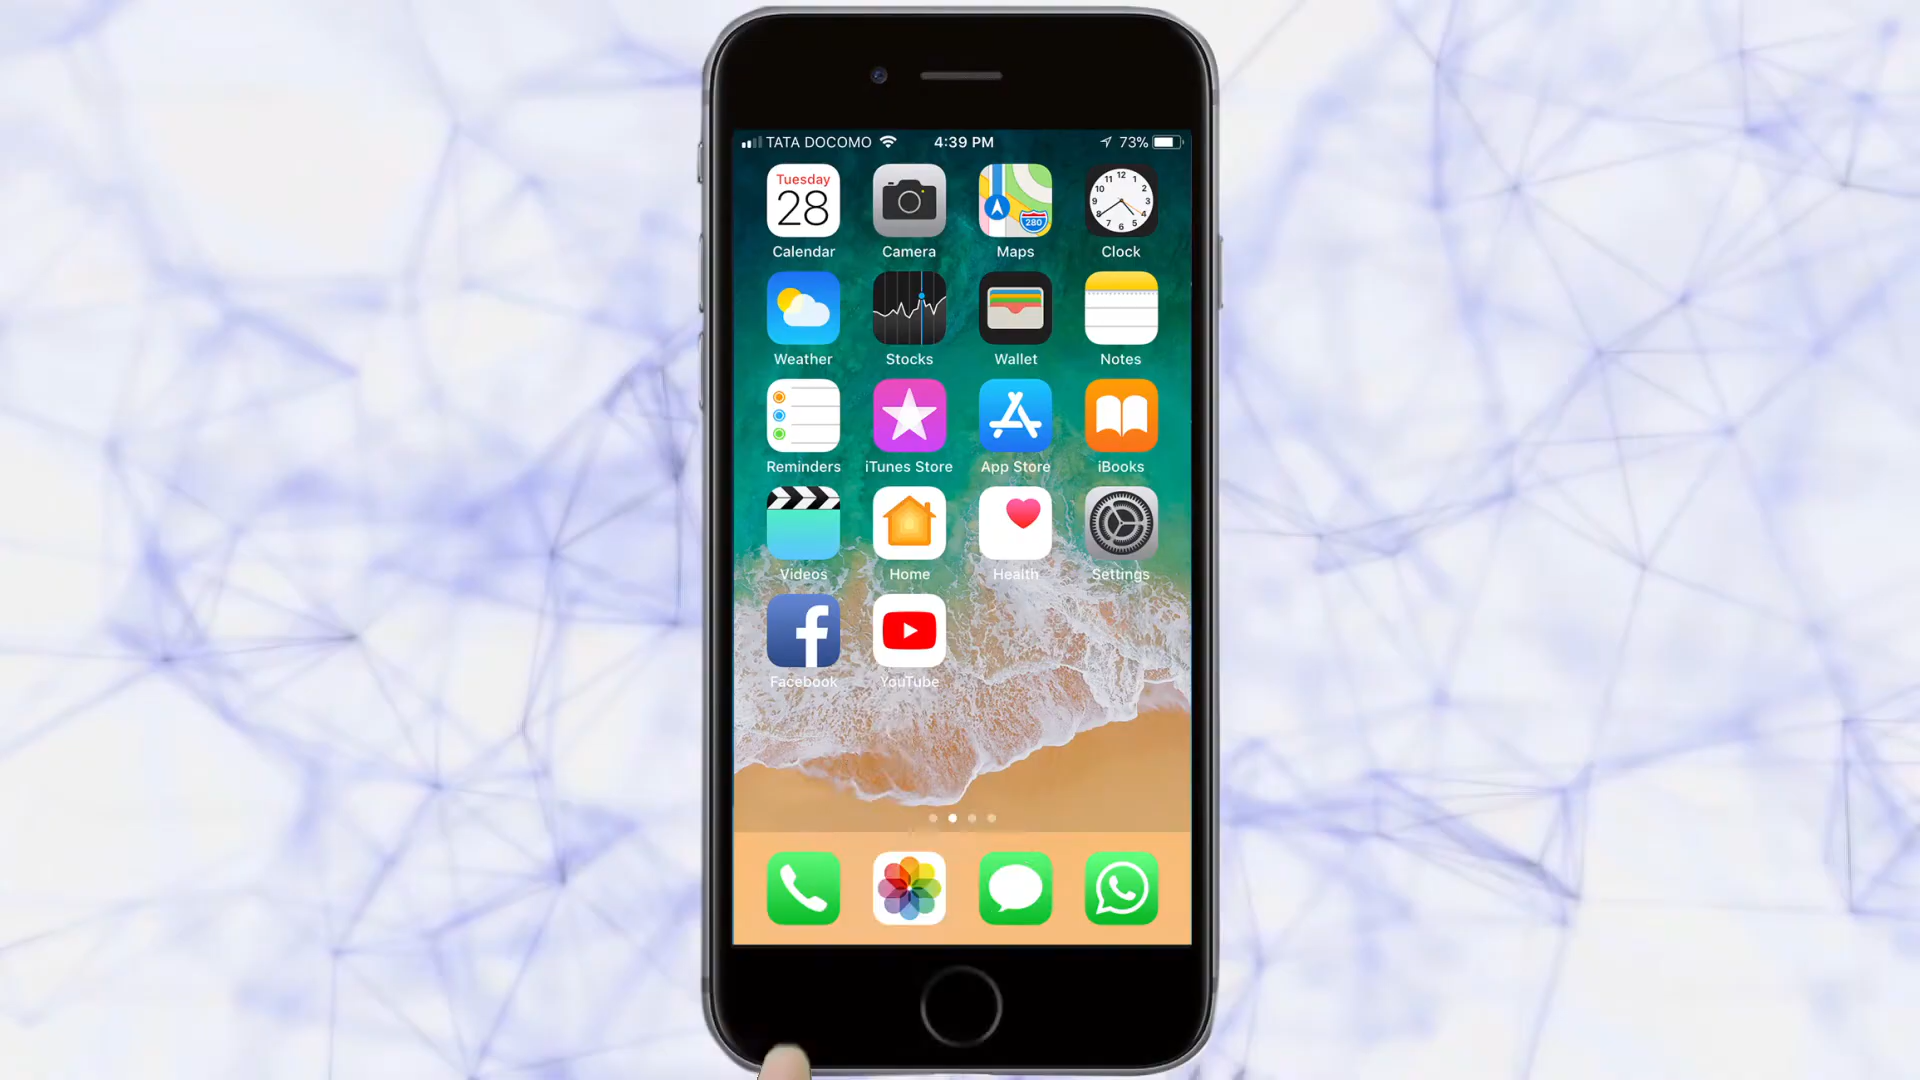 TATA DOCOMO 4:39 PM 73%
Tuesday
28
280
Calendar Camera Maps Clock
Weather Stocks Wallet Notes
Reminders iTunes Store App Store iBooks
Videos Home Health Settings
Facebook YouTube